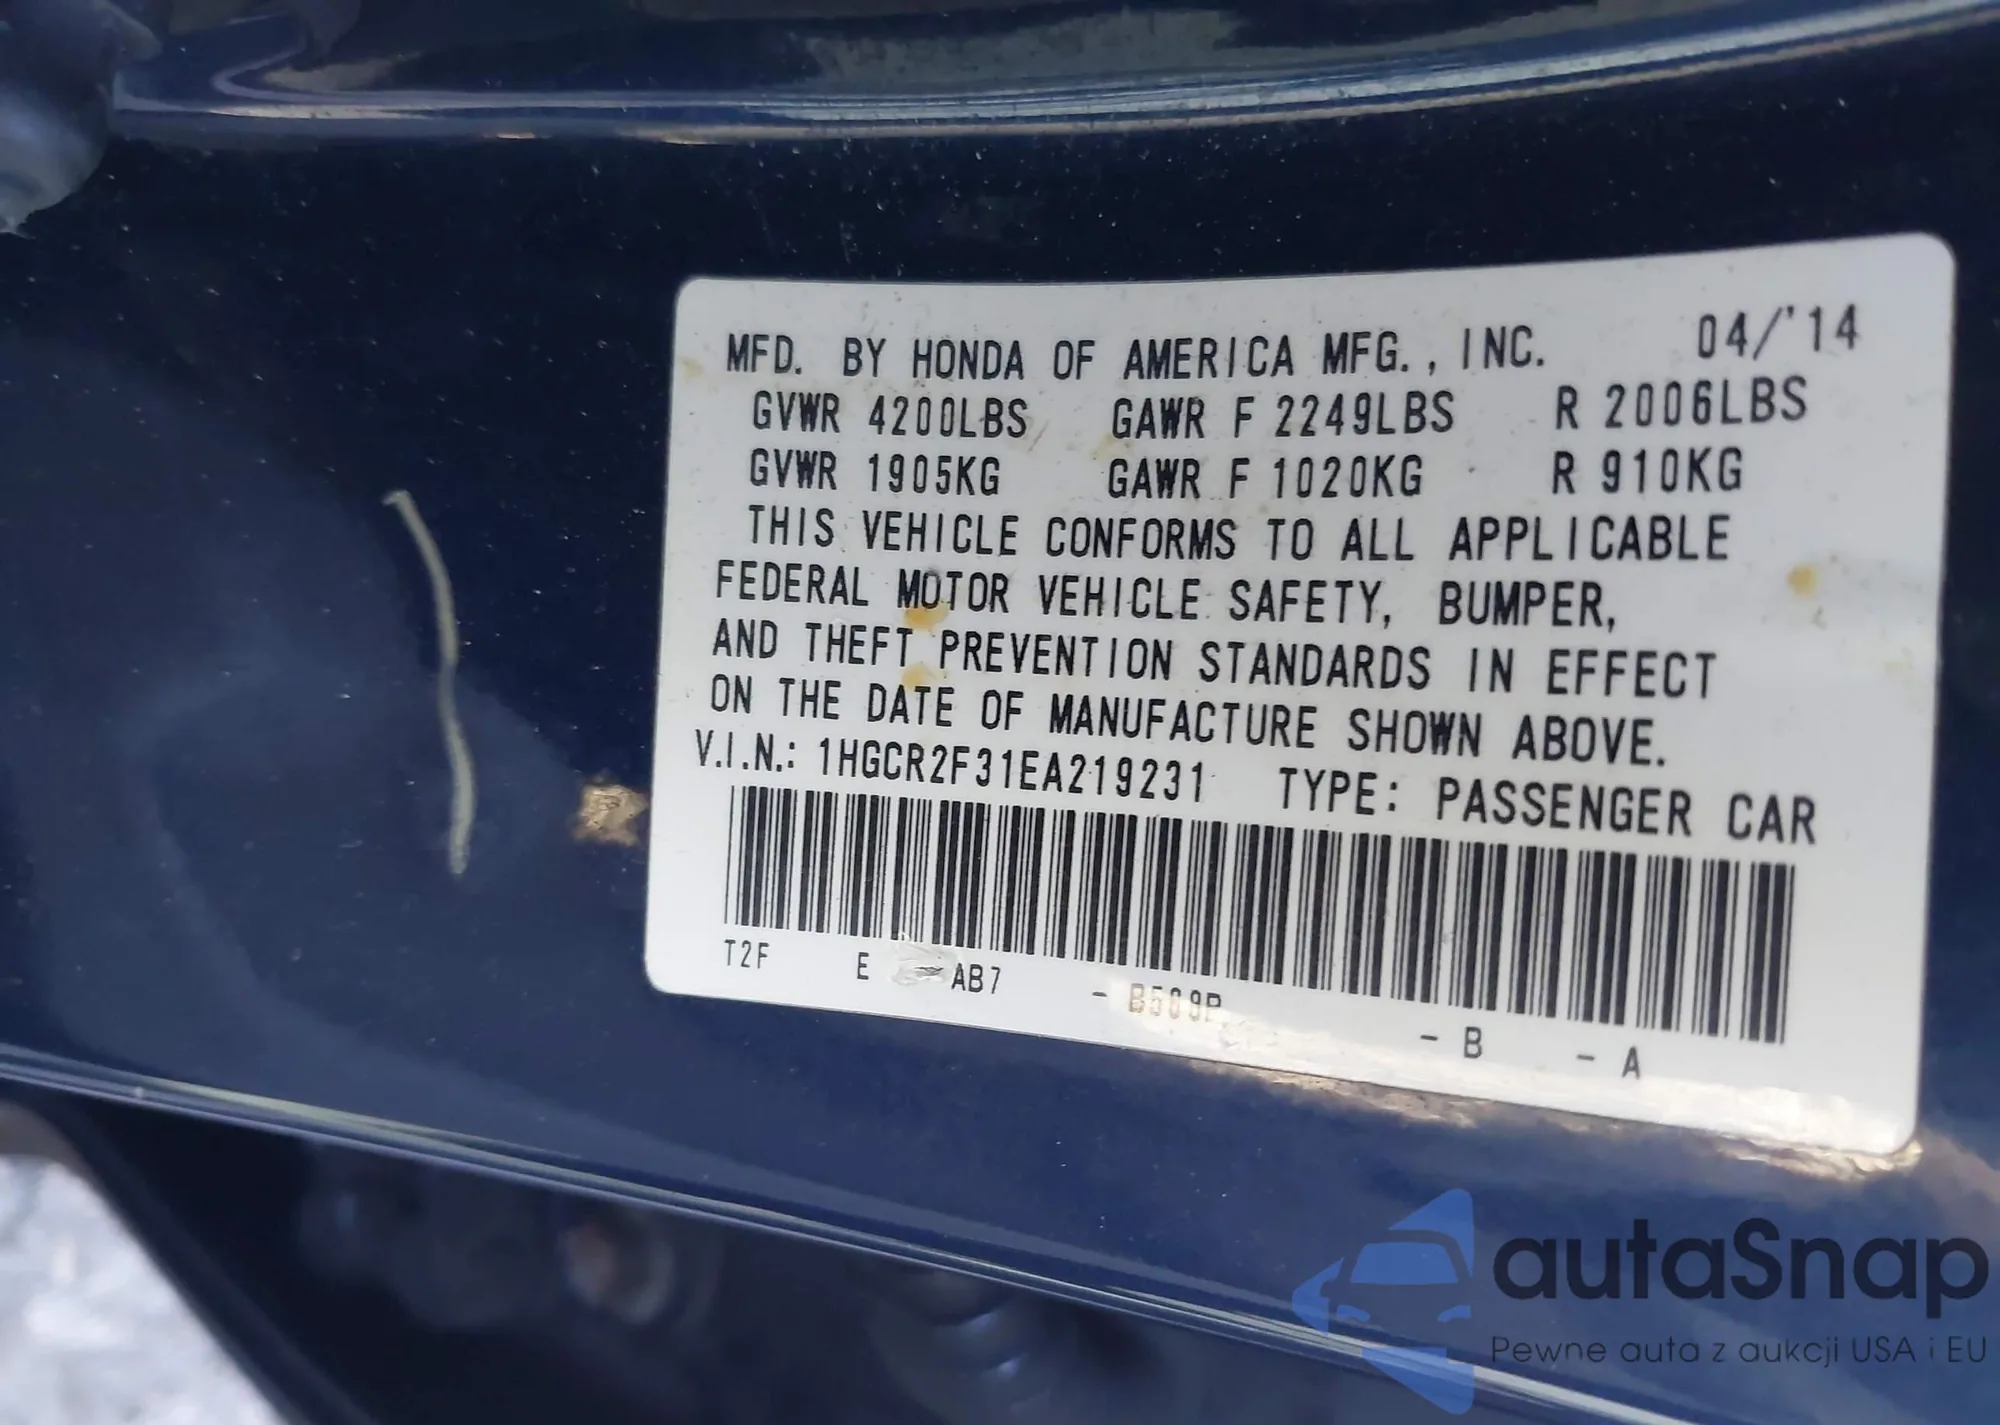 MFD. BY HONDA OF AMERICA MFG., INC. 04/'14
GVWR 4200LBS GAWR F 2249LBS R 2006LBS
GVWR 1905KG GAWR F 1020KG R 910KG
THIS VEHICLE CONFORMS TO ALL APPLICABLE
FEDERAL MOTOR VEHICLE SAFETY, BUMPER,
AND THEFT PREVENTION STANDARDS IN EFFECT
ON THE DATE OF MANUFACTURE SHOWN ABOVE.
V.I.N.: 1HGCR2F31EA219231 TYPE: PASSENGER CAR
T2F E - AB7 - - B - A
autaSnap
Pewne auta z aukcji USA i EU